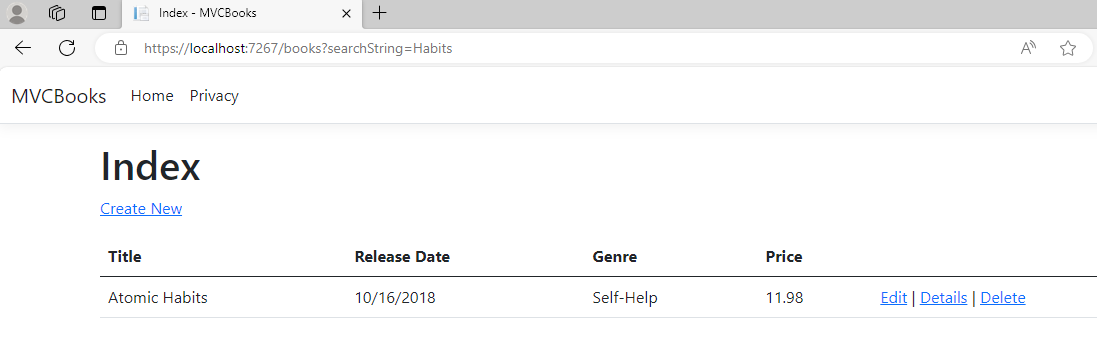 Index - MVCBooks
https://localhost:7267/books?searchString=Habits
MVCBooks Home Privacy
Index
Create New
Title Release Date Genre Price
Atomic Habits 10/16/2018 Self-Help 11.98 Edit | Details | Delete